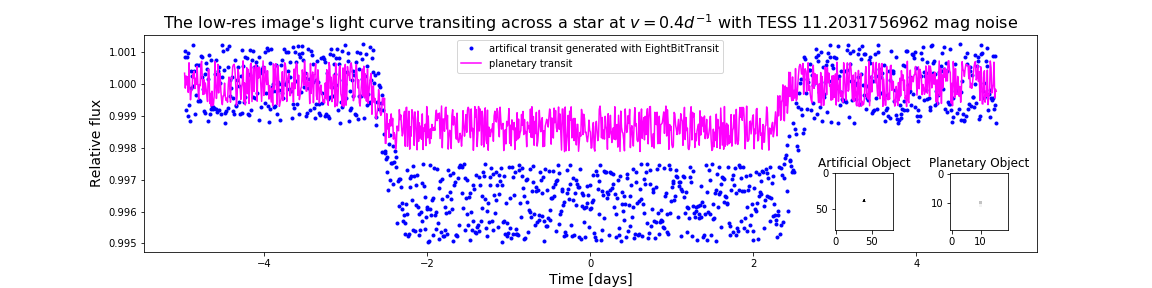 The low-res image's light curve transiting across a star at v = 0.4d⁻¹ with TESS 11.2031756962 mag noise
artifical transit generated with EightBitTransit
planetary transit
Relative flux
1.001
1.000
0.999
0.998
0.997
0.996
0.995
Artificial Object
0
50
0 50
Planetary Object
0
10
0 10
−4 −2 0 2 4
Time [days]